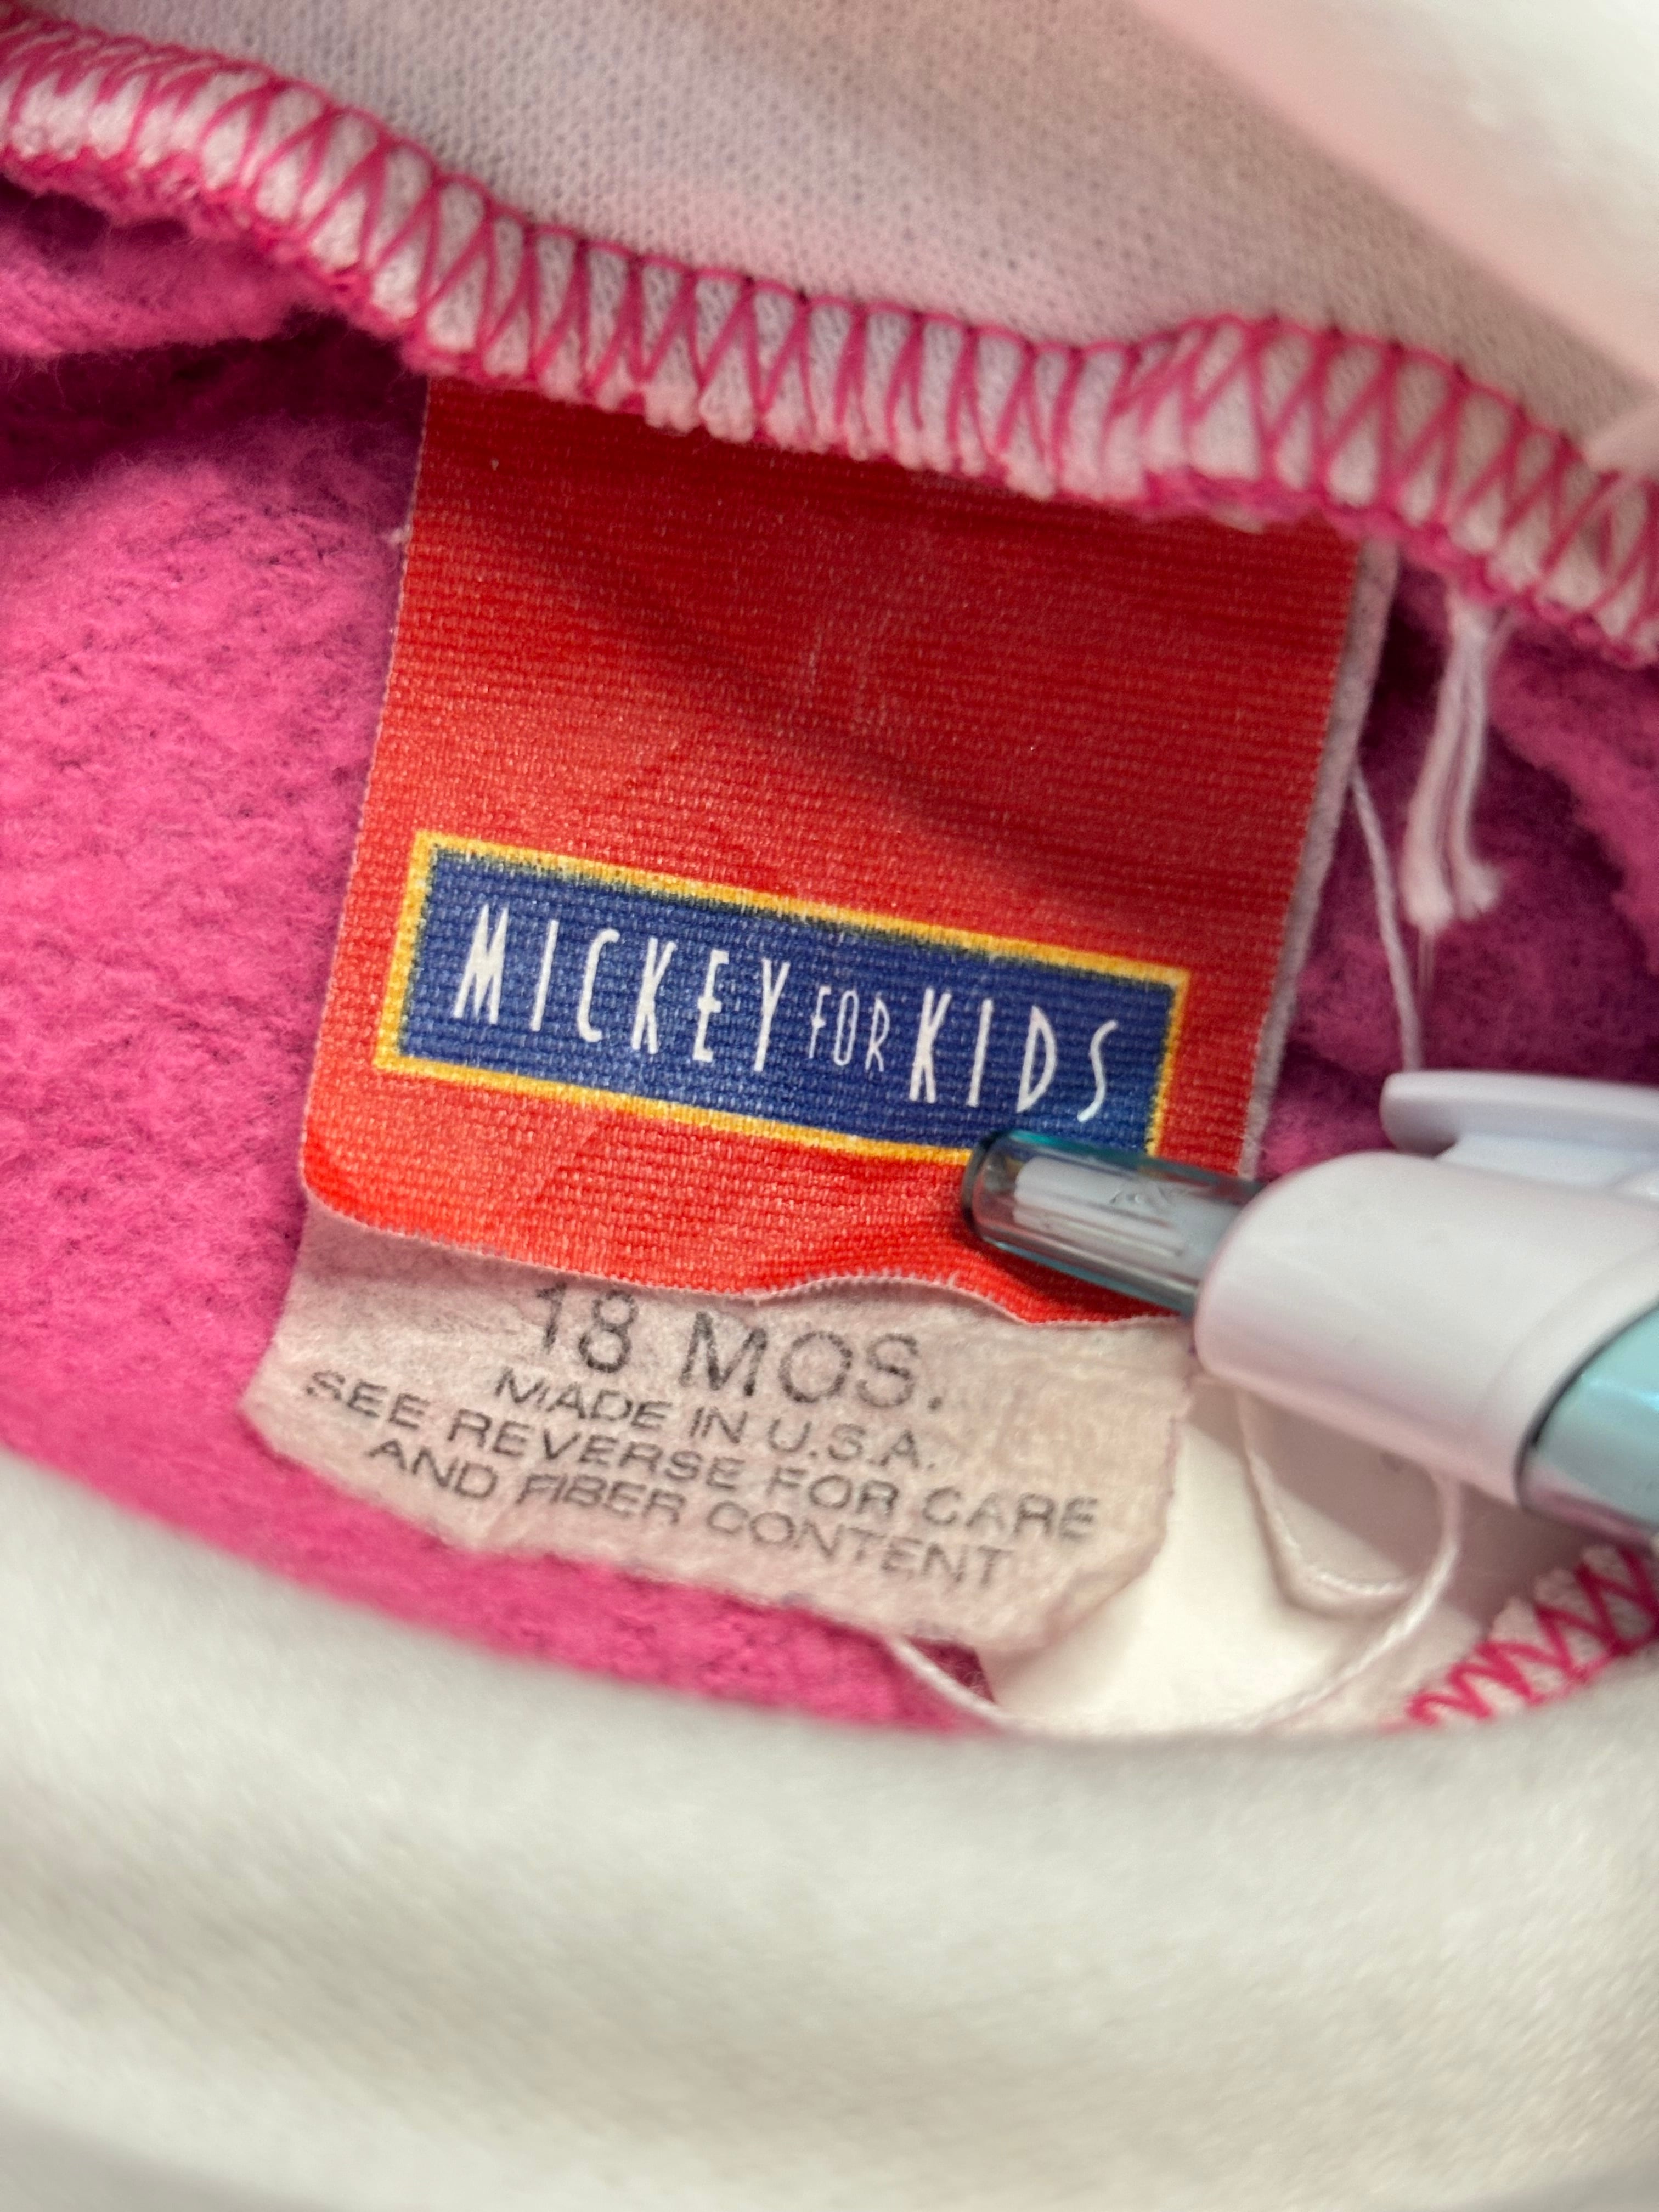 MICKEY FOR KIDS
18 MOS.
MADE IN U.S.A.
SEE REVERSE FOR CARE
AND FIBER CONTENT